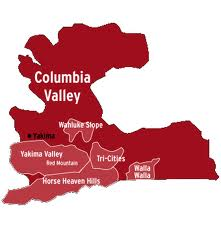 Columbia
Valley
Wahluke Slope
Yakima
Yakima Valley
Red Mountain
Tri-Cities
Walla
Walla
Horse Heaven Hills